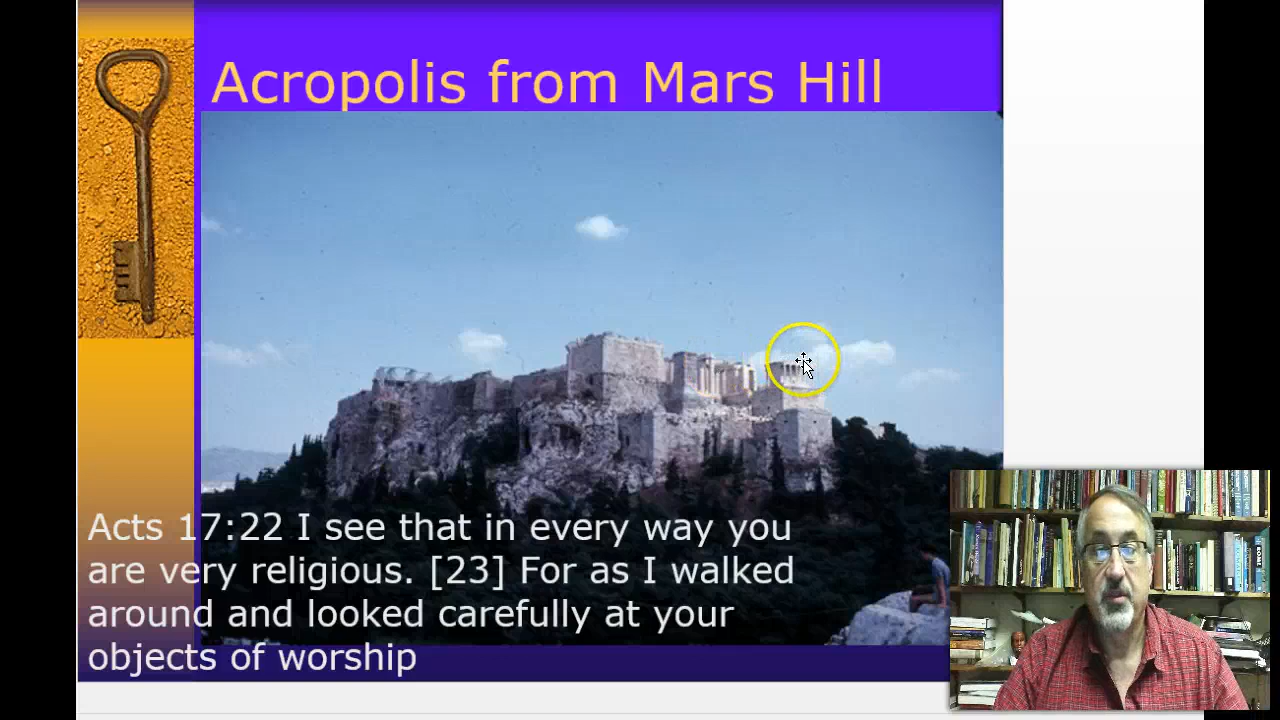 Acropolis from Mars Hill
Acts 17:22 I see that in every way you
are very religious. [23] For as I walked
around and looked carefully at your
objects of worship